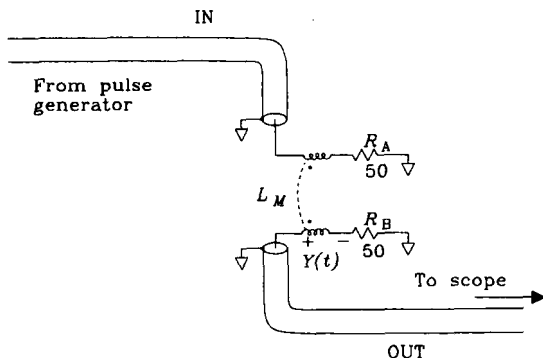 IN
From pulse
generator
R_A
50
L_M
R_B
+ −
50
Y(t)
To scope
OUT